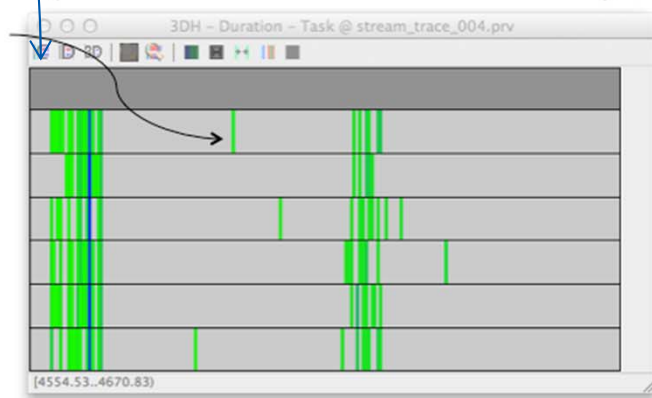 3DH – Duration – Task @ stream_trace_004.prv
3D
[4554.53..4670.83)